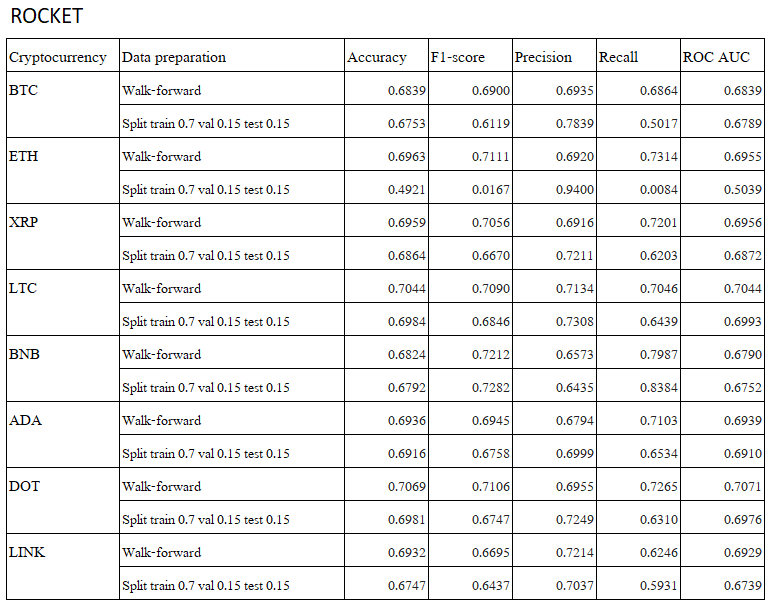 ROCKET
Cryptocurrency Data preparation Accuracy F1-score Precision Recall ROC AUC
BTC Walk-forward 0.6839 0.6900 0.6935 0.6864 0.6839
Split train 0.7 val 0.15 test 0.15 0.6753 0.6119 0.7839 0.5017 0.6789
ETH Walk-forward 0.6963 0.7111 0.6920 0.7314 0.6955
Split train 0.7 val 0.15 test 0.15 0.4921 0.0167 0.9400 0.0084 0.5039
XRP Walk-forward 0.6959 0.7056 0.6916 0.7201 0.6956
Split train 0.7 val 0.15 test 0.15 0.6864 0.6670 0.7211 0.6203 0.6872
LTC Walk-forward 0.7044 0.7090 0.7134 0.7046 0.7044
Split train 0.7 val 0.15 test 0.15 0.6984 0.6846 0.7308 0.6439 0.6993
BNB Walk-forward 0.6824 0.7212 0.6573 0.7987 0.6790
Split train 0.7 val 0.15 test 0.15 0.6792 0.7282 0.6435 0.8384 0.6752
ADA Walk-forward 0.6936 0.6945 0.6794 0.7103 0.6939
Split train 0.7 val 0.15 test 0.15 0.6916 0.6758 0.6999 0.6534 0.6910
DOT Walk-forward 0.7069 0.7106 0.6955 0.7265 0.7071
Split train 0.7 val 0.15 test 0.15 0.6981 0.6747 0.7249 0.6310 0.6976
LINK Walk-forward 0.6932 0.6695 0.7214 0.6246 0.6929
Split train 0.7 val 0.15 test 0.15 0.6747 0.6437 0.7037 0.5931 0.6739